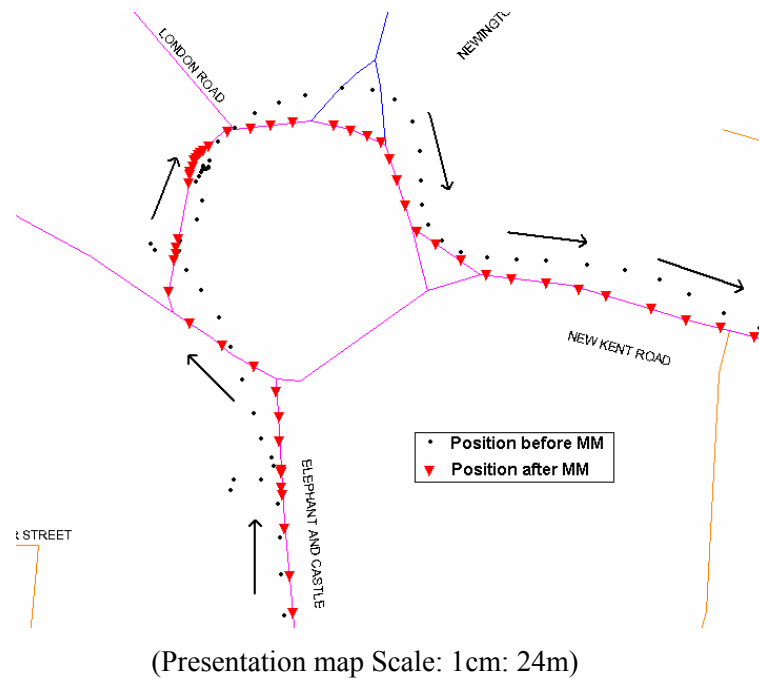 LONDON ROAD
NEWINGTO
NEW KENT ROAD
Position before MM
Position after MM
ELEPHANT AND CASTLE
R STREET
(Presentation map Scale: 1cm: 24m)